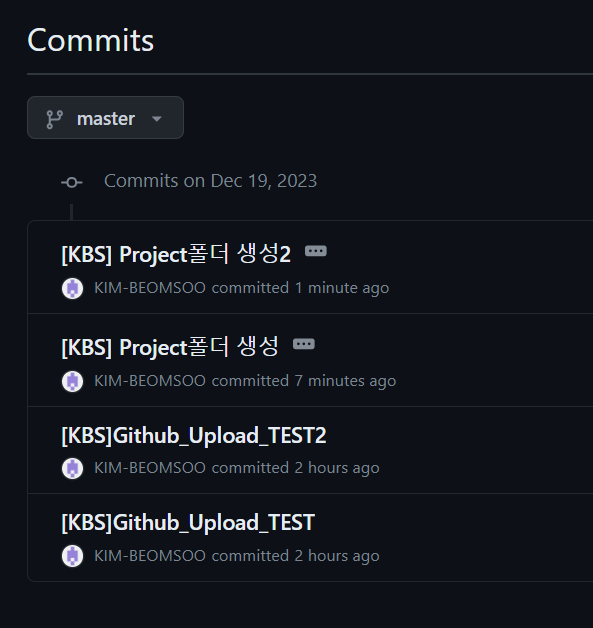 Commits
master
Commits on Dec 19, 2023
[KBS] Project폴더 생성2
KIM-BEOMSOO committed 1 minute ago
[KBS] Project폴더 생성
KIM-BEOMSOO committed 7 minutes ago
[KBS]Github_Upload_TEST2
KIM-BEOMSOO committed 2 hours ago
[KBS]Github_Upload_TEST
KIM-BEOMSOO committed 2 hours ago